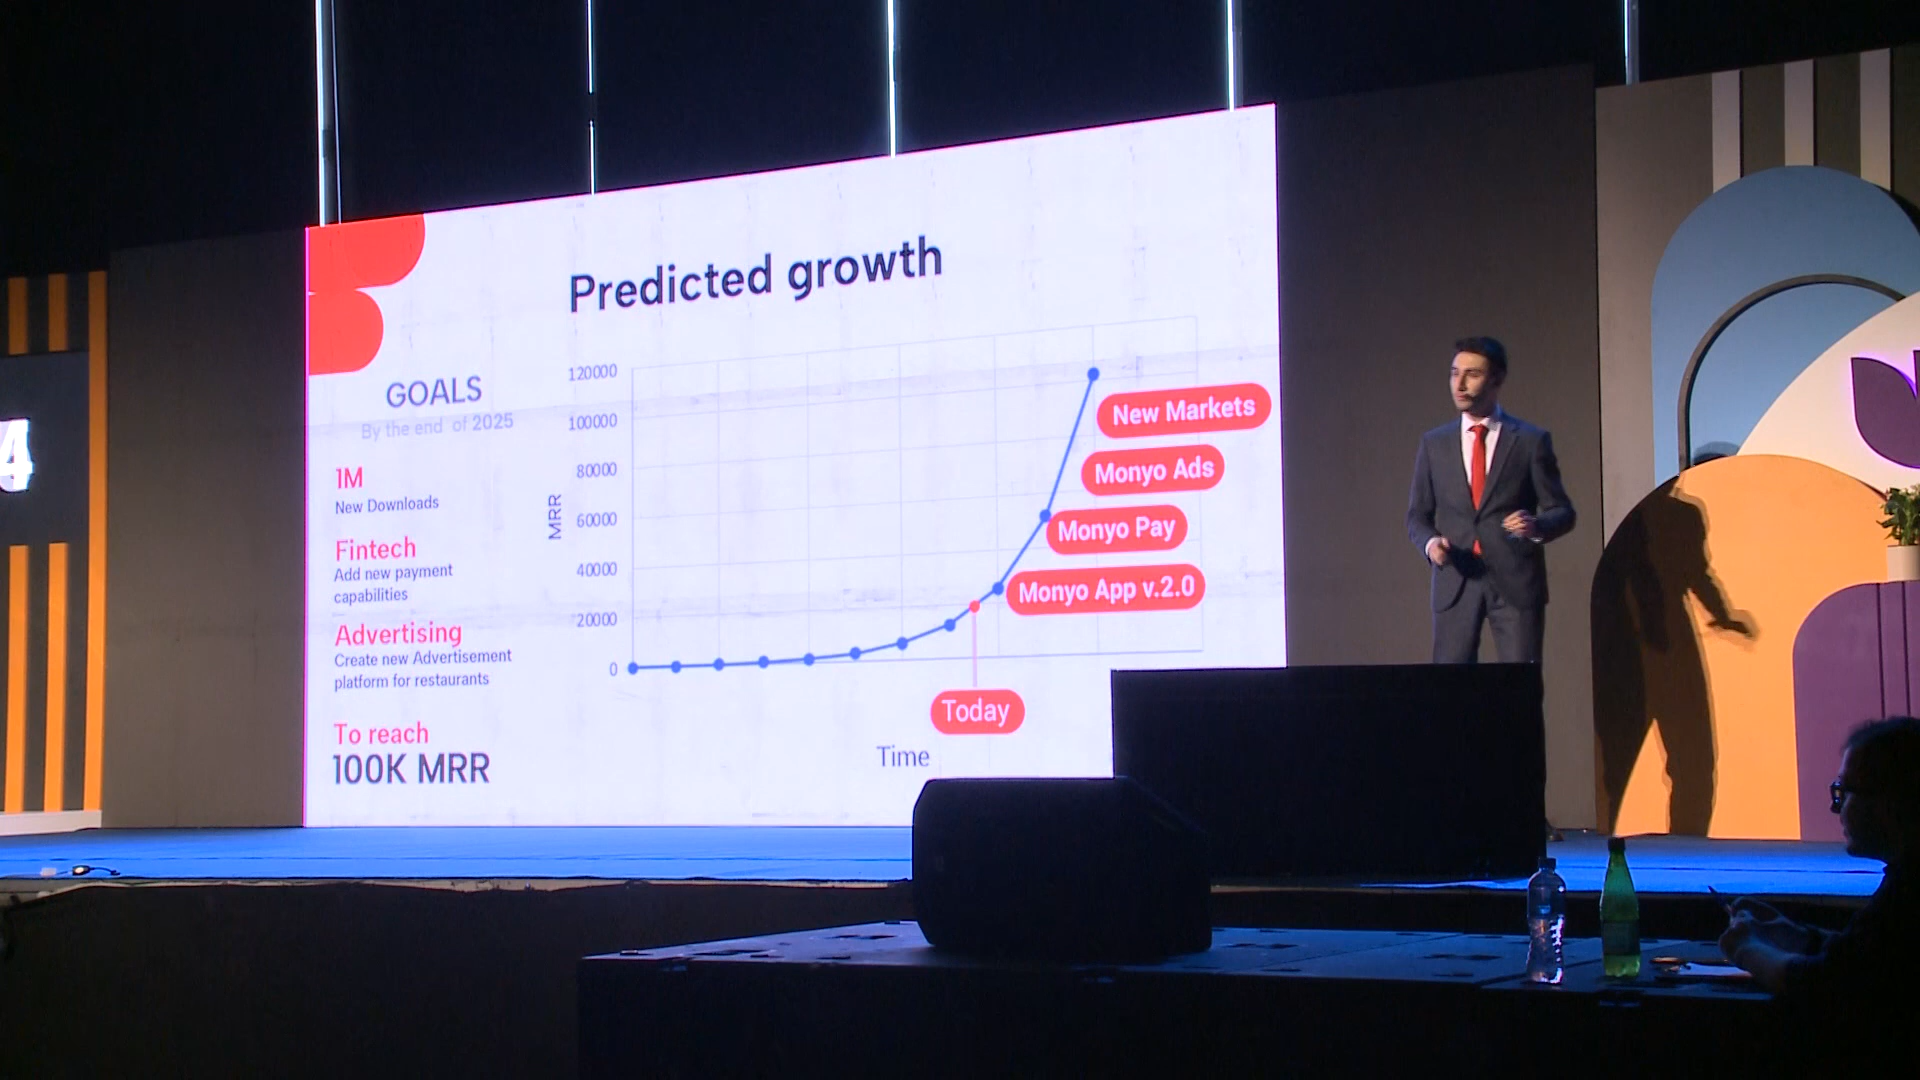 Predicted growth
GOALS
By the end of 2025
1M
New Downloads
Fintech
Add new payment
capabilities
Advertising
Create new Advertisement
platform for restaurants
To reach
100K MRR
MRR
120000
100000
80000
60000
40000
20000
0
New Markets
Monyo Ads
Monyo Pay
Monyo App v.2.0
Today
Time
4